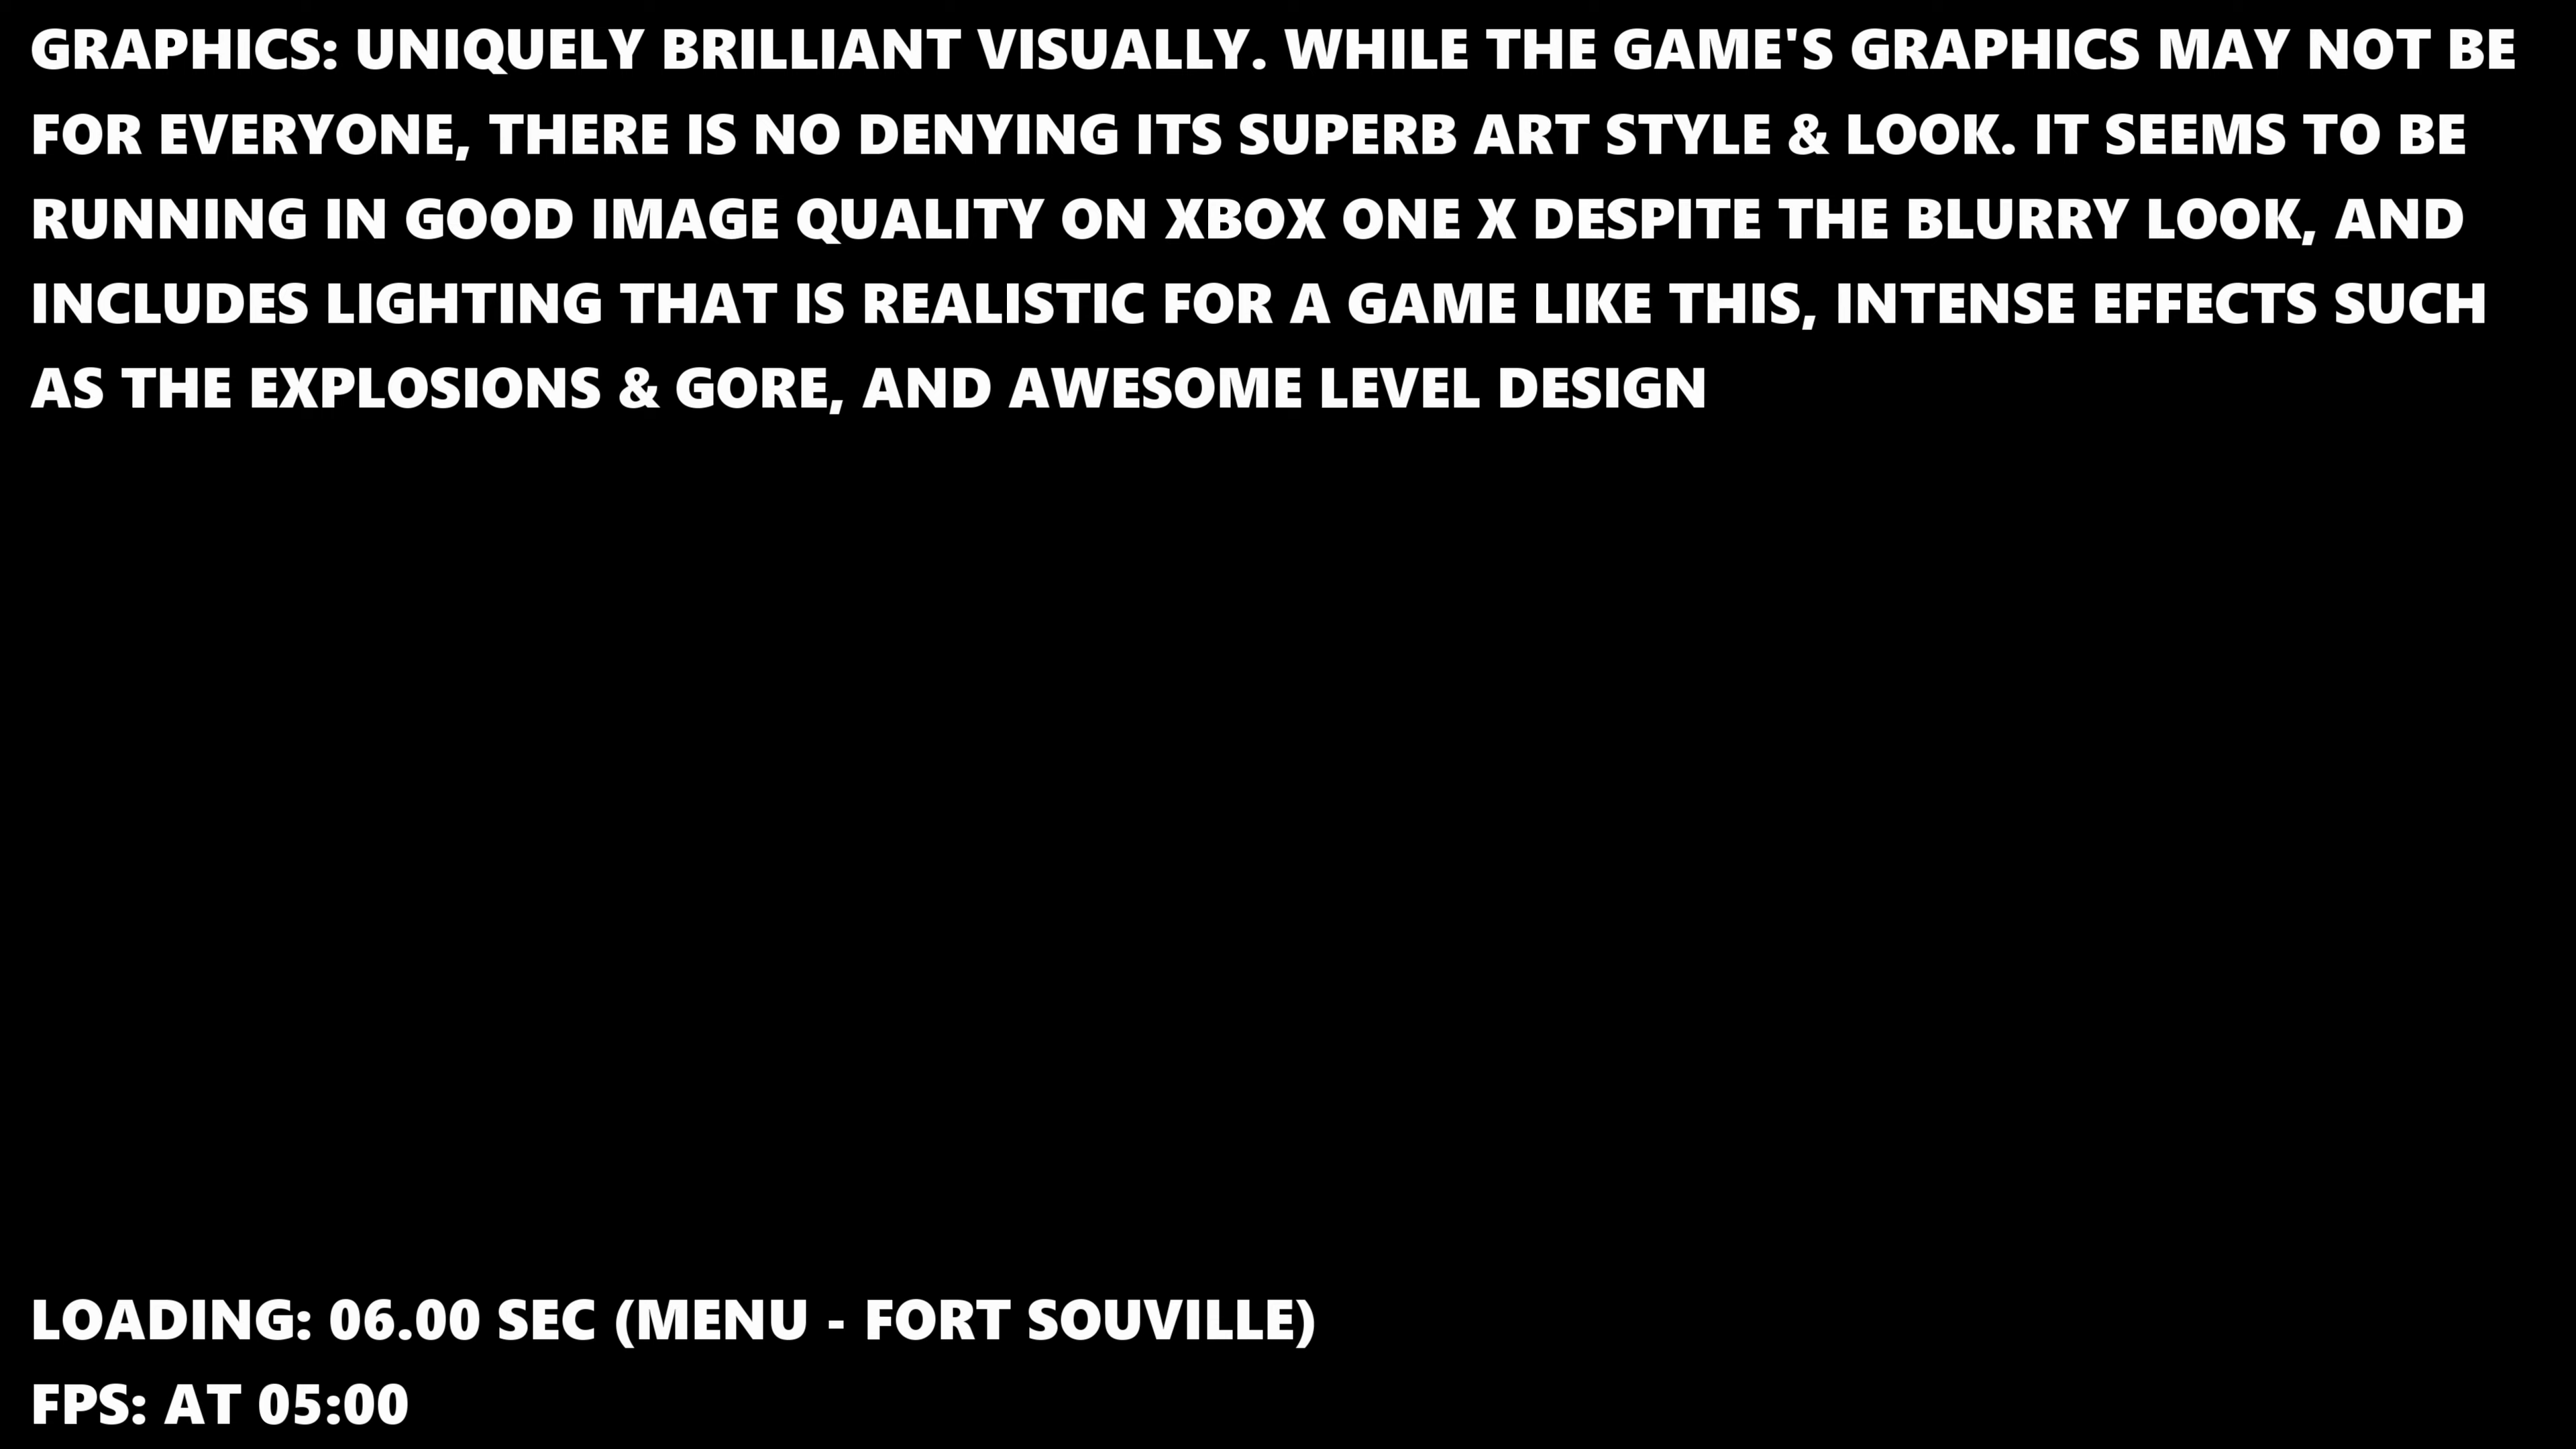 GRAPHICS: UNIQUELY BRILLIANT VISUALLY. WHILE THE GAME'S GRAPHICS MAY NOT BE
FOR EVERYONE, THERE IS NO DENYING ITS SUPERB ART STYLE & LOOK. IT SEEMS TO BE
RUNNING IN GOOD IMAGE QUALITY ON XBOX ONE X DESPITE THE BLURRY LOOK, AND
INCLUDES LIGHTING THAT IS REALISTIC FOR A GAME LIKE THIS, INTENSE EFFECTS SUCH
AS THE EXPLOSIONS & GORE, AND AWESOME LEVEL DESIGN
LOADING: 06.00 SEC (MENU - FORT SOUVILLE)
FPS: AT 05:00